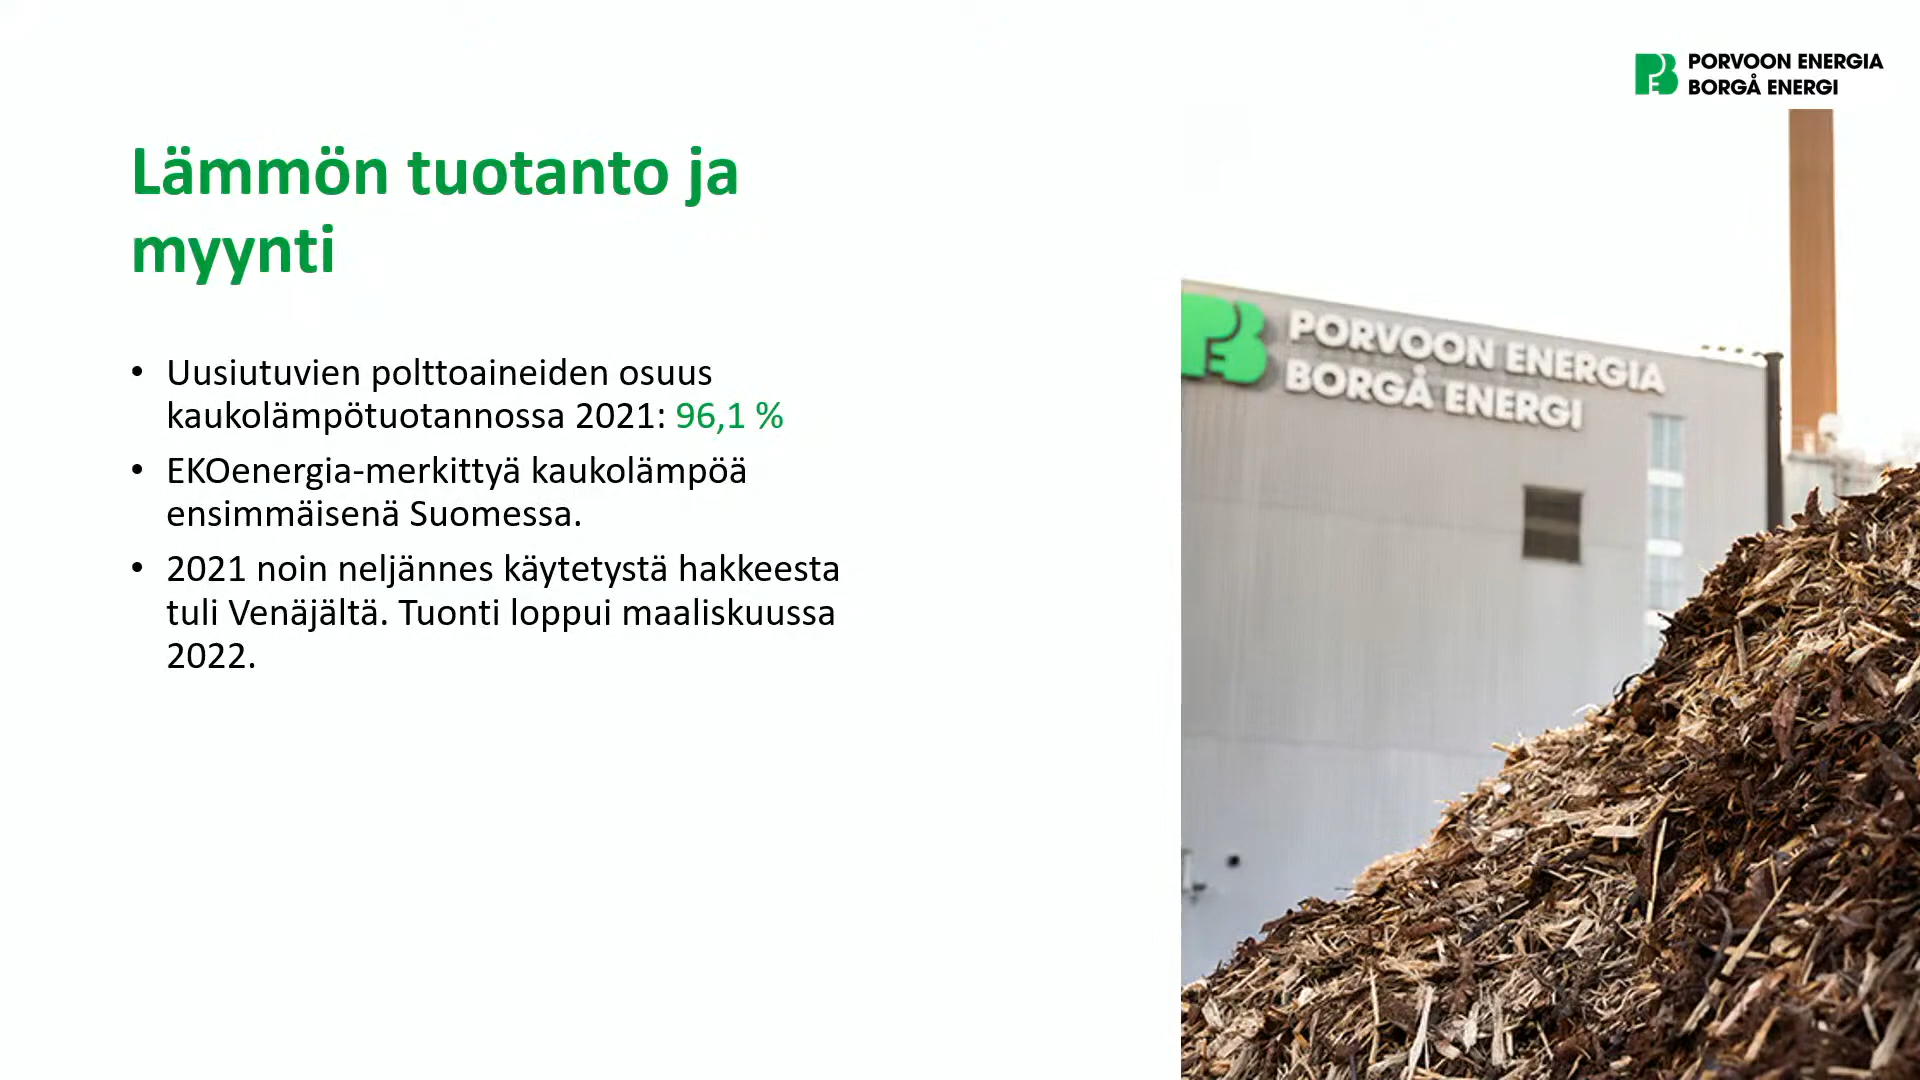 PORVOON ENERGIA
BORGÅ ENERGI
Lämmön tuotanto ja
myynti
• Uusiutuvien polttoaineiden osuus
kaukolämpötuotannossa 2021: 96,1 %
• EKOenergia-merkittyä kaukolämpöä
ensimmäisenä Suomessa.
• 2021 noin neljännes käytetystä hakkeesta
tuli Venäjältä. Tuonti loppui maaliskuussa
2022.
PORVOON ENERGIA
BORGÅ ENERGI